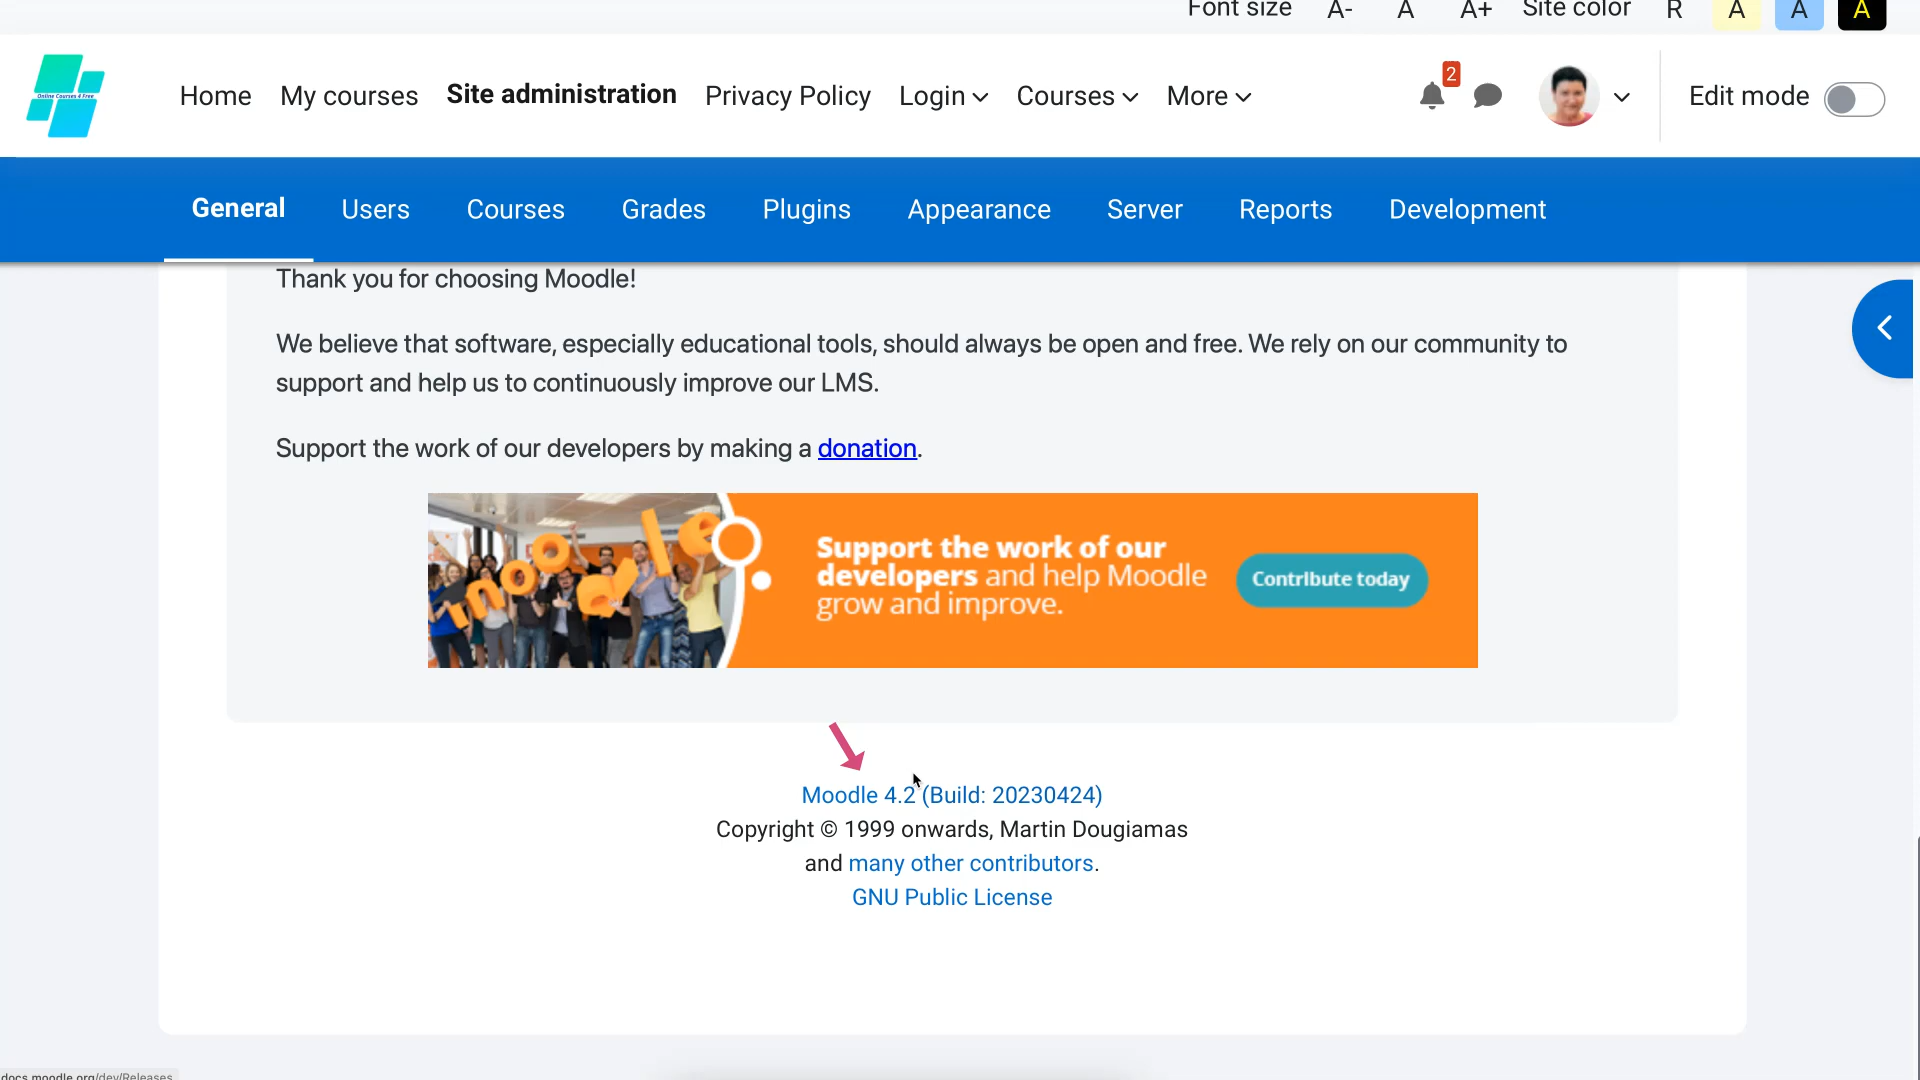 Font size A- A A+ Site color R A A A
Online Courses 4 Free
Home My courses Site administration Privacy Policy Login Courses More 2 Edit mode
General Users Courses Grades Plugins Appearance Server Reports Development
Thank you for choosing Moodle!
We believe that software, especially educational tools, should always be open and free. We rely on our community to
support and help us to continuously improve our LMS.
Support the work of our developers by making a donation.
moodle
Support the work of our
developers and help Moodle
grow and improve.
Contribute today
Moodle 4.2 (Build: 20230424)
Copyright © 1999 onwards, Martin Dougiamas
and many other contributors.
GNU Public License
docs.moodle.org/dev/Releases